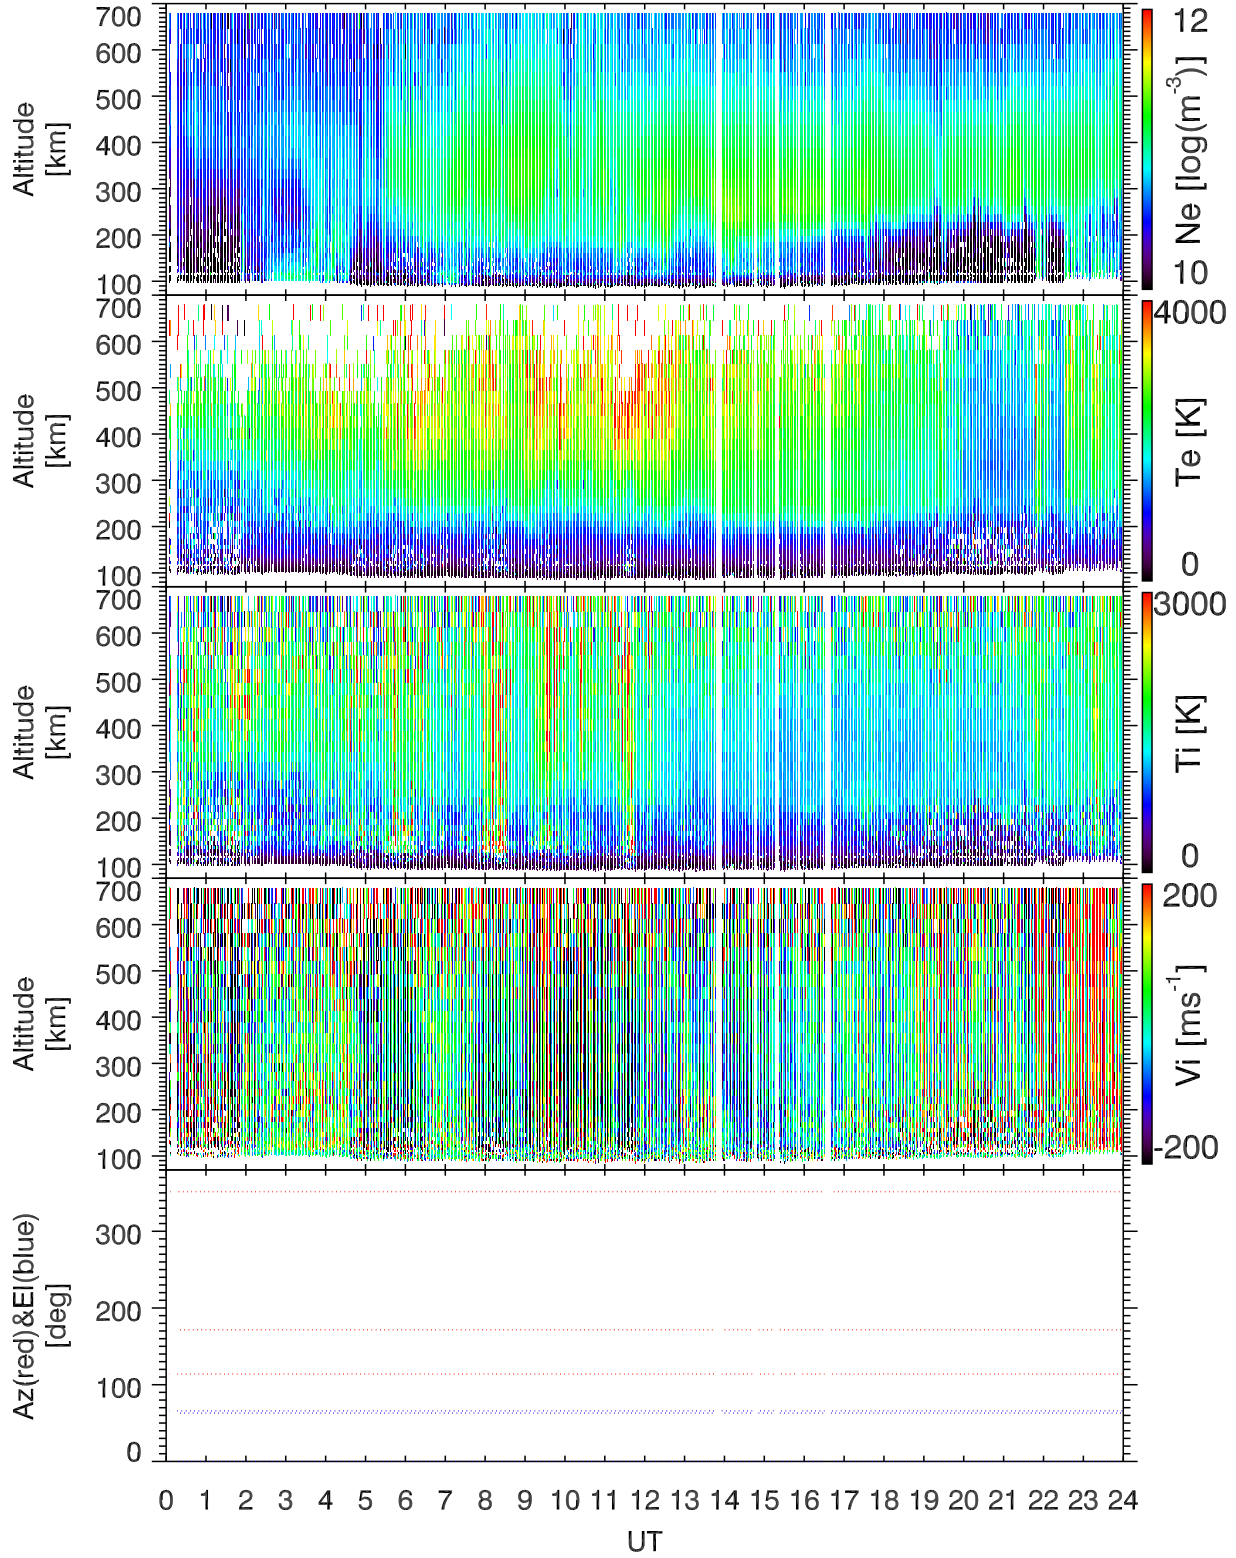 700
600
500
400
300
200
100
Altitude
[km]
12
Ne [log(m⁻³)]
10
700
600
500
400
300
200
100
Altitude
[km]
4000
Te [K]
0
700
600
500
400
300
200
100
Altitude
[km]
3000
Ti [K]
0
700
600
500
400
300
200
100
Altitude
[km]
200
Vi [ms⁻¹]
-200
300
200
100
0
Az(red)&El(blue)
[deg]
0 1 2 3 4 5 6 7 8 9 10 11 12 13 14 15 16 17 18 19 20 21 22 23 24
UT